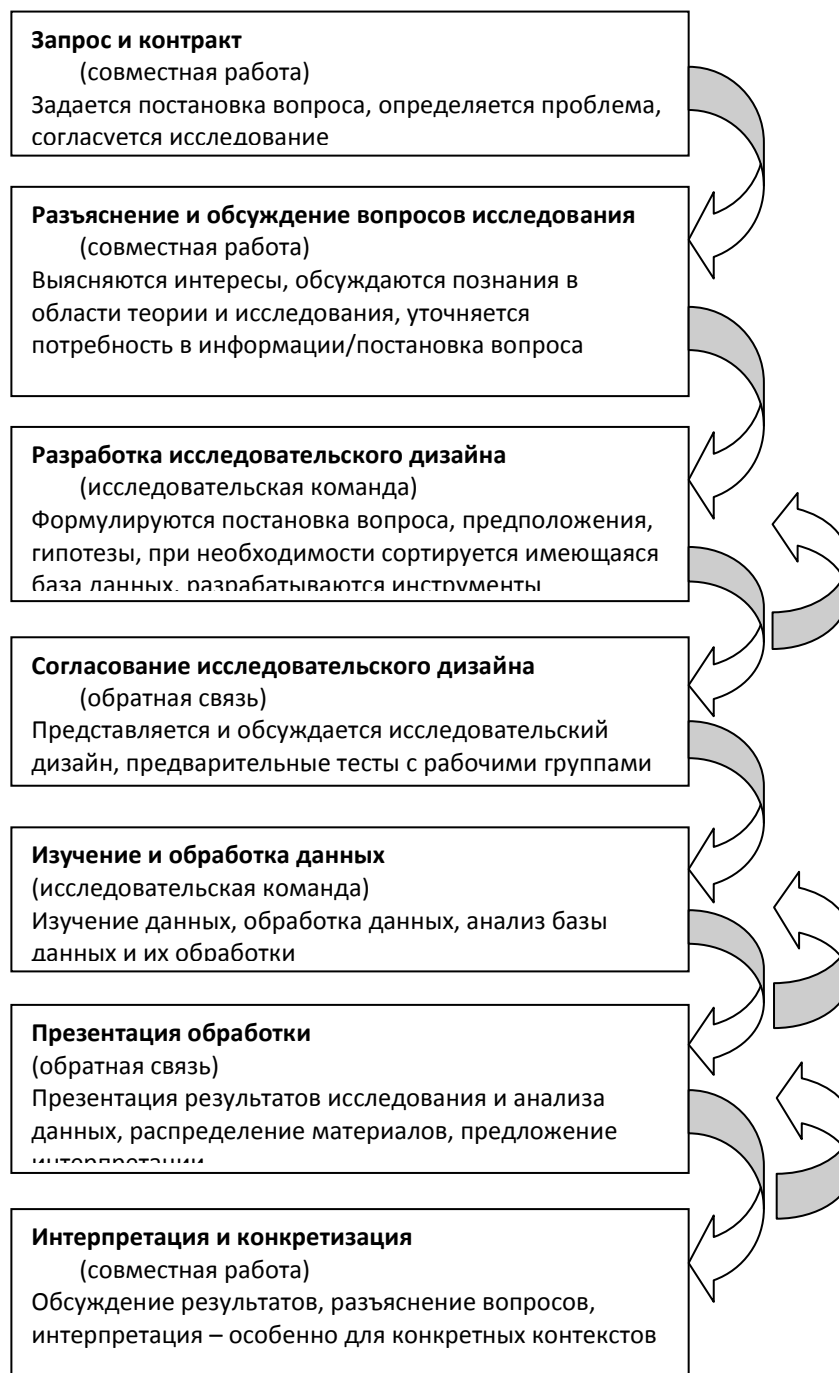 Запрос и контракт
(совместная работа)
Задается постановка вопроса, определяется проблема,
согласуется исследование
Разъяснение и обсуждение вопросов исследования
(совместная работа)
Выясняются интересы, обсуждаются познания в
области теории и исследования, уточняется
потребность в информации/постановка вопроса
Разработка исследовательского дизайна
(исследовательская команда)
Формулируются постановка вопроса, предположения,
гипотезы, при необходимости сортируется имеющаяся
база данных, разрабатываются инструменты
Согласование исследовательского дизайна
(обратная связь)
Представляется и обсуждается исследовательский
дизайн, предварительные тесты с рабочими группами
Изучение и обработка данных
(исследовательская команда)
Изучение данных, обработка данных, анализ базы
данных и их обработки
Презентация обработки
(обратная связь)
Презентация результатов исследования и анализа
данных, распределение материалов, предложение
интерпретации
Интерпретация и конкретизация
(совместная работа)
Обсуждение результатов, разъяснение вопросов,
интерпретация – особенно для конкретных контекстов